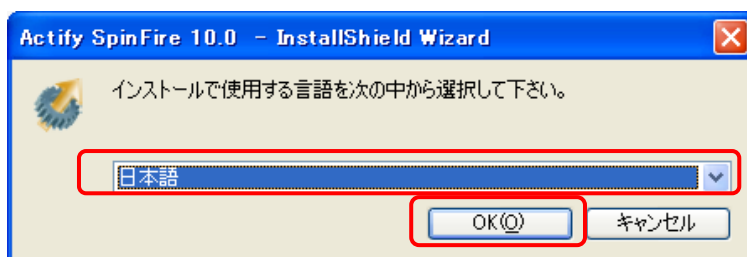 Actify SpinFire 10.0 - InstallShield Wizard
インストールで使用する言語を次の中から選択して下さい。
日本語
OK(O)
キャンセル